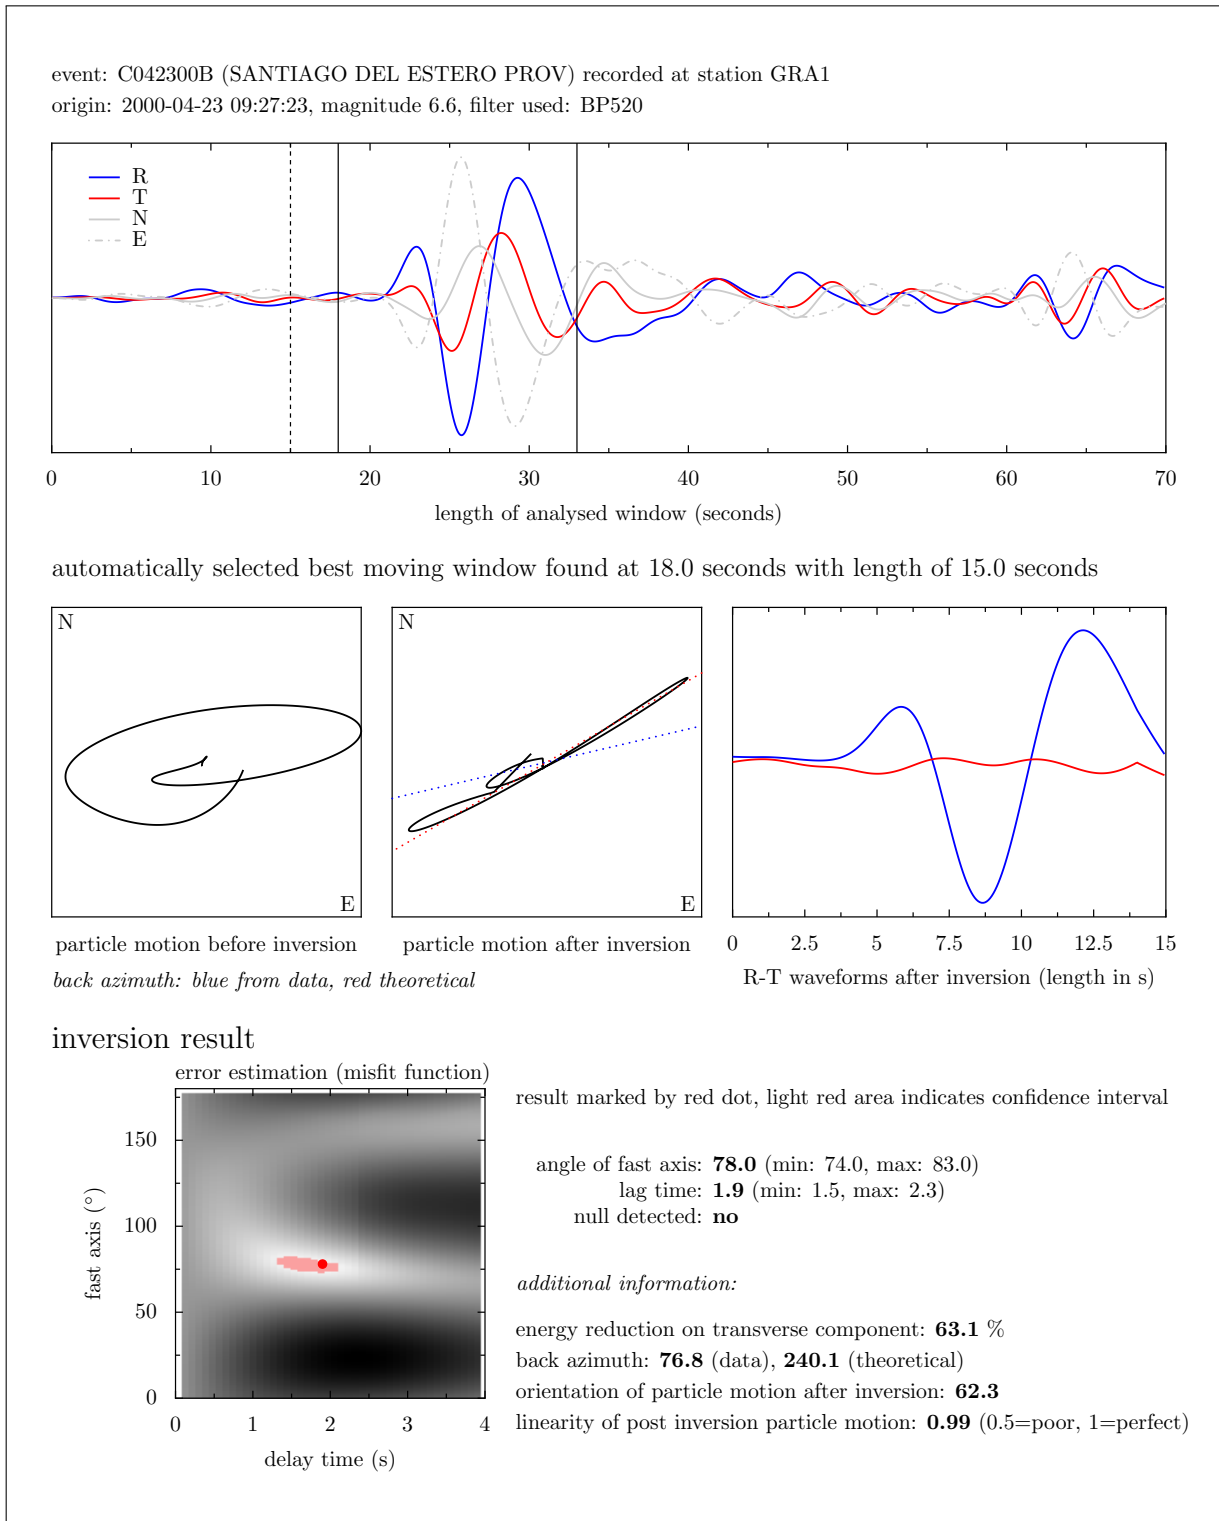 event: C042300B (SANTIAGO DEL ESTERO PROV) recorded at station GRA1
origin: 2000-04-23 09:27:23, magnitude 6.6, filter used: BP520
R
T
N
E
0 10 20 30 40 50 60 70
length of analysed window (seconds)
automatically selected best moving window found at 18.0 seconds with length of 15.0 seconds
N
E
N
E
particle motion before inversion
particle motion after inversion
0 2.5 5 7.5 10 12.5 15
back azimuth: blue from data, red theoretical
R-T waveforms after inversion (length in s)
inversion result
error estimation (misfit function)
150
100
50
0
fast axis (°)
0 1 2 3 4
delay time (s)
result marked by red dot, light red area indicates confidence interval
angle of fast axis: 78.0 (min: 74.0, max: 83.0)
lag time: 1.9 (min: 1.5, max: 2.3)
null detected: no
additional information:
energy reduction on transverse component: 63.1 %
back azimuth: 76.8 (data), 240.1 (theoretical)
orientation of particle motion after inversion: 62.3
linearity of post inversion particle motion: 0.99 (0.5=poor, 1=perfect)